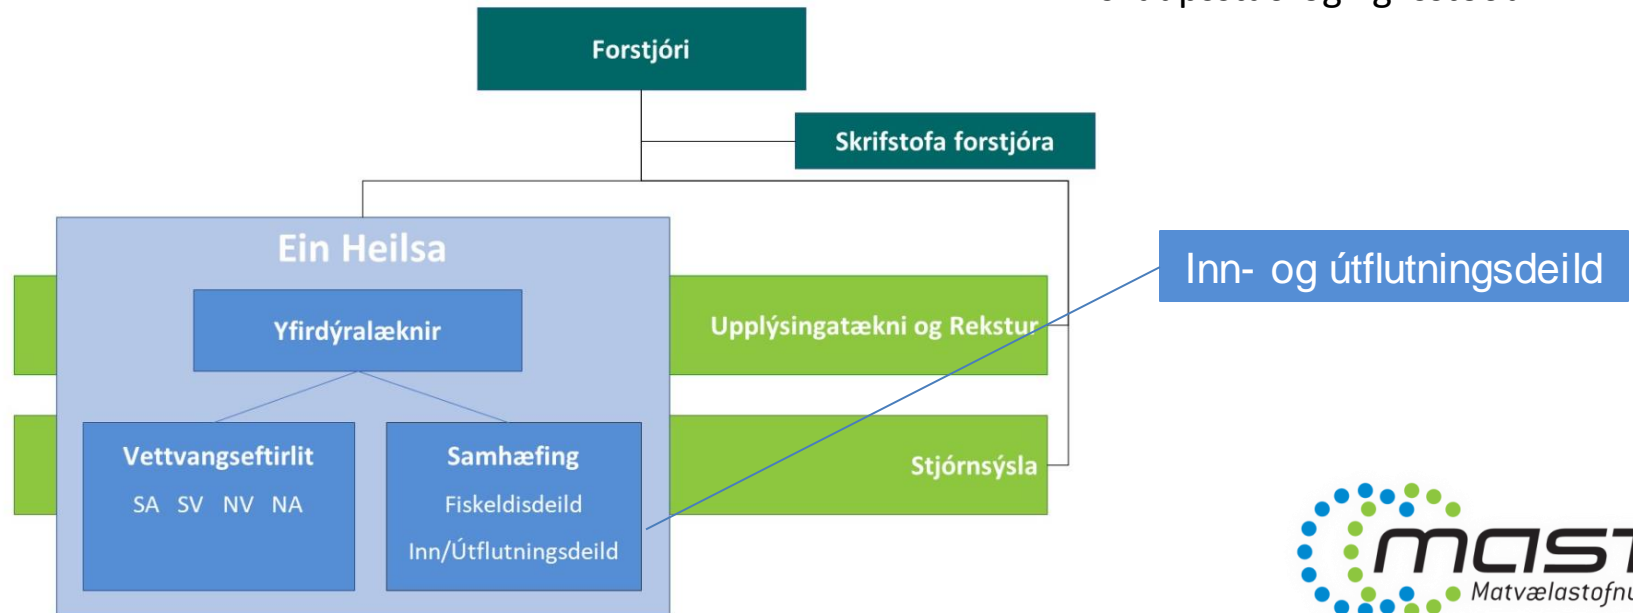 Forstjóri
Skrifstofa forstjóra
Ein Heilsa
Inn- og útflutningsdeild
Yfirdýralæknir
Upplýsingatækni og Rekstur
Vettvangseftirlit
SA SV NV NA
Samhæfing
Fiskeldisdeild
Inn/Útflutningsdeild
Stjórnsýsla
mast